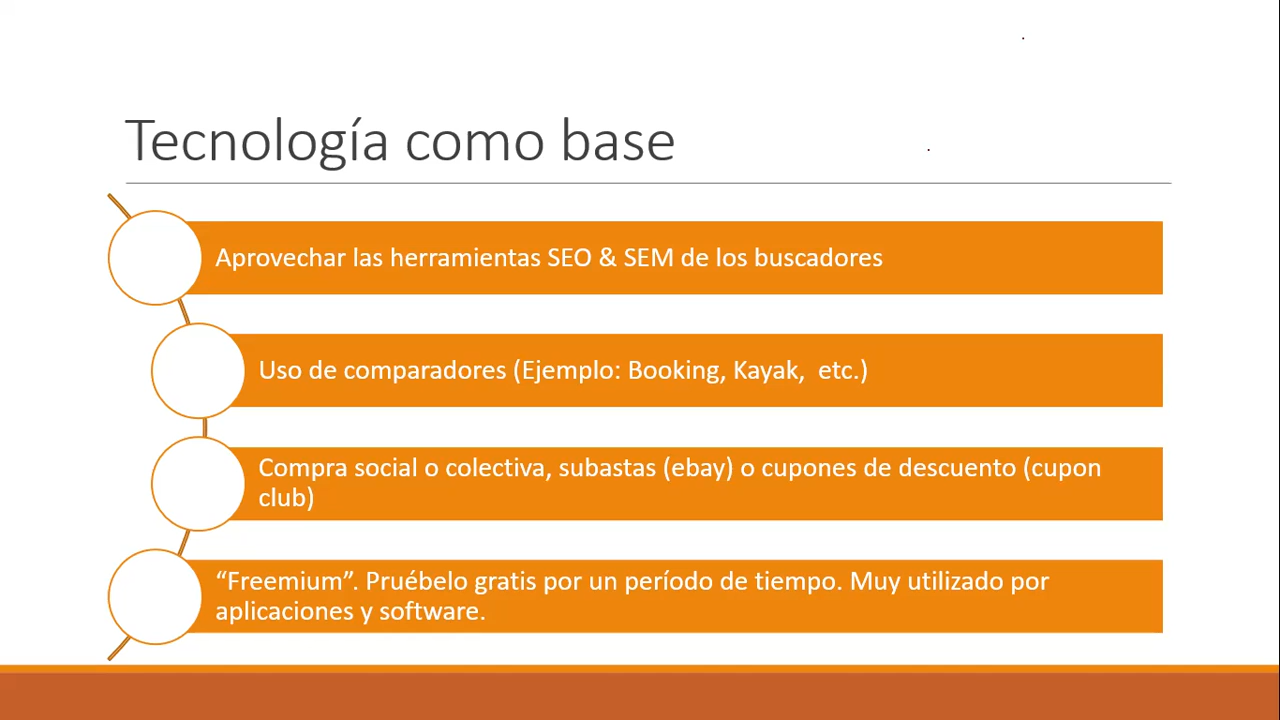 Tecnología como base
Aprovechar las herramientas SEO & SEM de los buscadores
Uso de comparadores (Ejemplo: Booking, Kayak,  etc.)
Compra social o colectiva, subastas (ebay) o cupones de descuento (cupon
club)
“Freemium”. Pruébelo gratis por un período de tiempo. Muy utilizado por
aplicaciones y software.